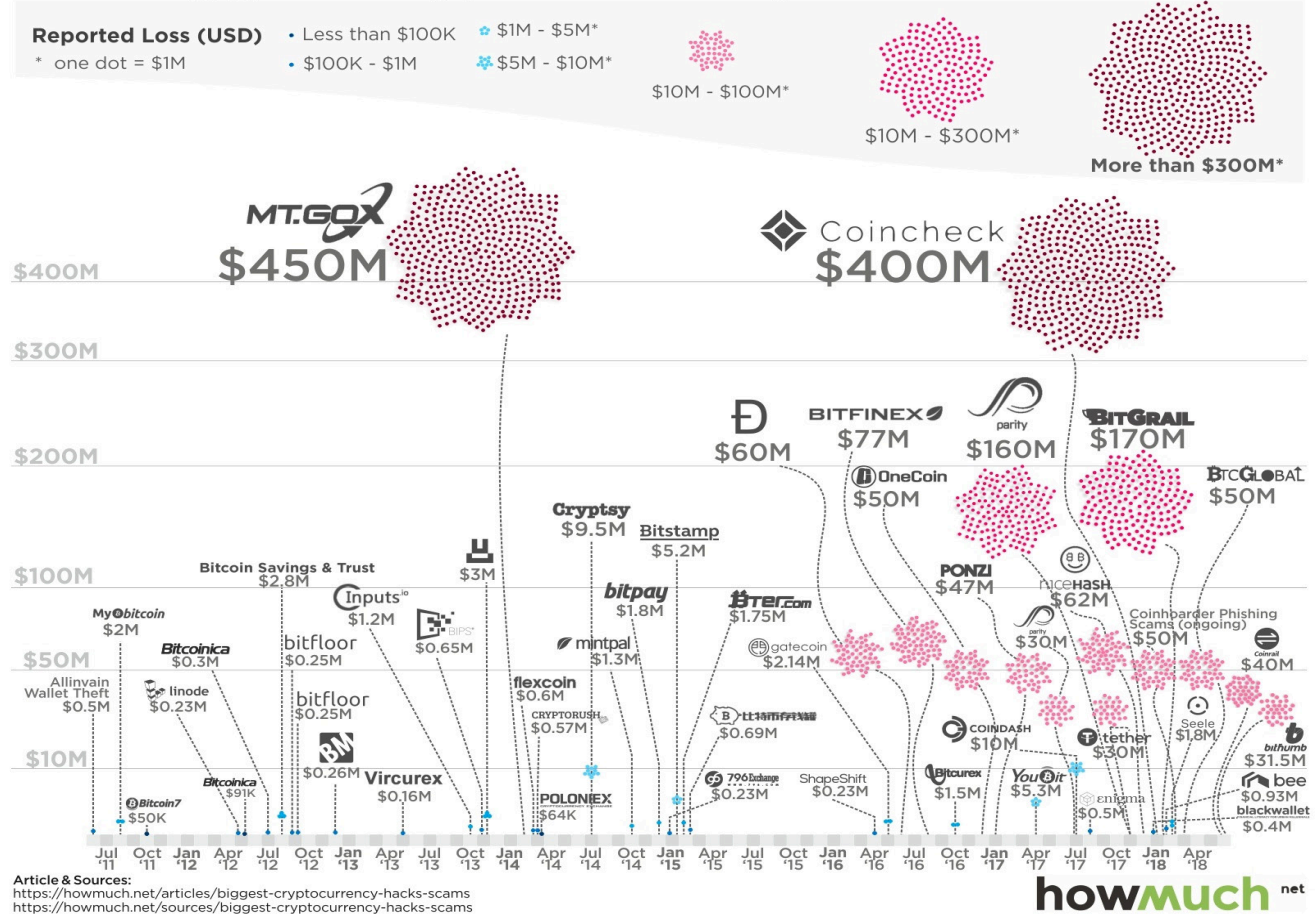 Reported Loss (USD)
* one dot = $1M
• Less than $100K
• $100K - $1M
$1M - $5M*
$5M - $10M*
$10M - $100M*
$10M - $300M*
More than $300M*
MT.GOX
$450M
Coincheck
$400M
$400M
$300M
$200M
$100M
$50M
$10M
Đ
$60M
BITFINEX
$77M
parity
$160M
BITGRAIL
$170M
OneCoin
$50M
BTCGLOBAL
$50M
Cryptsy
$9.5M
Bitstamp
$5.2M
$3M
Bitcoin Savings & Trust
$2.8M
Inputs.io
$1.2M
BIPS
$0.65M
bitpay
$1.8M
BTer.com
$1.75M
PONZI
$47M
NICEHASH
$62M
parity
$30M
Coinhoarder Phishing
Scams (ongoing)
$50M
Coinrail
$40M
My bitcoin
$2M
Bitcoinica
$0.3M
bitfloor
$0.25M
mintpal
$1.3M
gatecoin
$2.14M
Allinvain
Wallet Theft
$0.5M
linode
$0.23M
bitfloor
$0.25M
flexcoin
$0.6M
CRYPTORUSH
$0.57M
$0.69M
COINDASH
$10M
tether
$30M
Seele
$1,8M
bithumb
$31.5M
BM
$0.26M
Vircurex
$0.16M
Bitcoinica
$91K
Bitcoin7
$50K
POLONIEX
$64K
796 Exchange
$0.23M
ShapeShift
$0.23M
Bitcurex
$1.5M
YouBit
$5.3M
enigma
$0.5M
bee
$0.93M
blackwallet
$0.4M
Jul '11
Oct '11
Jan '12
Apr '12
Jul '12
Oct '12
Jan '13
Apr '13
Jul '13
Oct '13
Jan '14
Apr '14
Jul '14
Oct '14
Jan '15
Apr '15
Jul '15
Oct '15
Jan '16
Apr '16
Jul '16
Oct '16
Jan '17
Apr '17
Jul '17
Oct '17
Jan '18
Apr '18
Article & Sources:
https://howmuch.net/articles/biggest-cryptocurrency-hacks-scams
https://howmuch.net/sources/biggest-cryptocurrency-hacks-scams
howmuch net